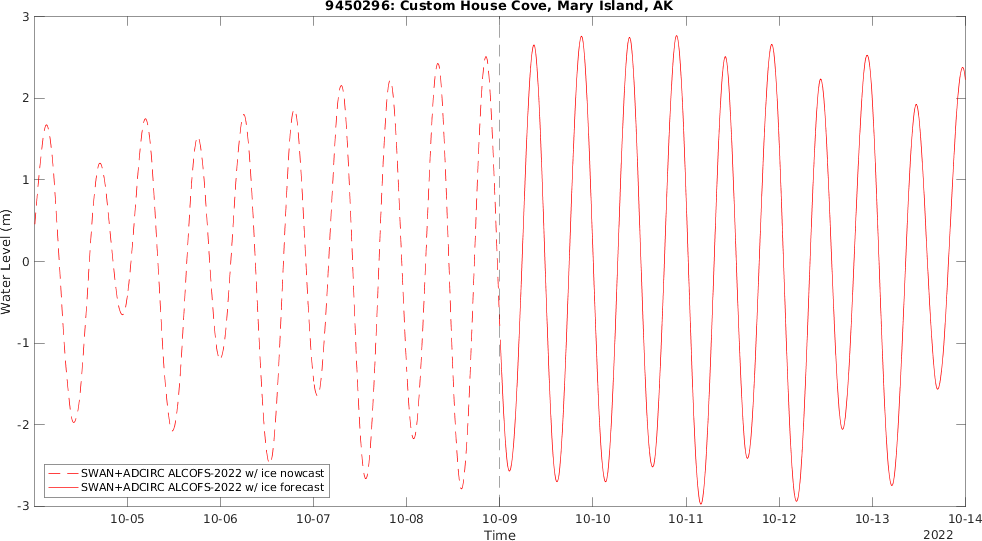 9450296: Custom House Cove, Mary Island, AK
3
2
1
0
-1
-2
-3
Water Level (m)
SWAN+ADCIRC ALCOFS-2022 w/ ice nowcast
SWAN+ADCIRC ALCOFS-2022 w/ ice forecast
10-05 10-06 10-07 10-08 10-09 10-10 10-11 10-12 10-13 10-14
Time
2022